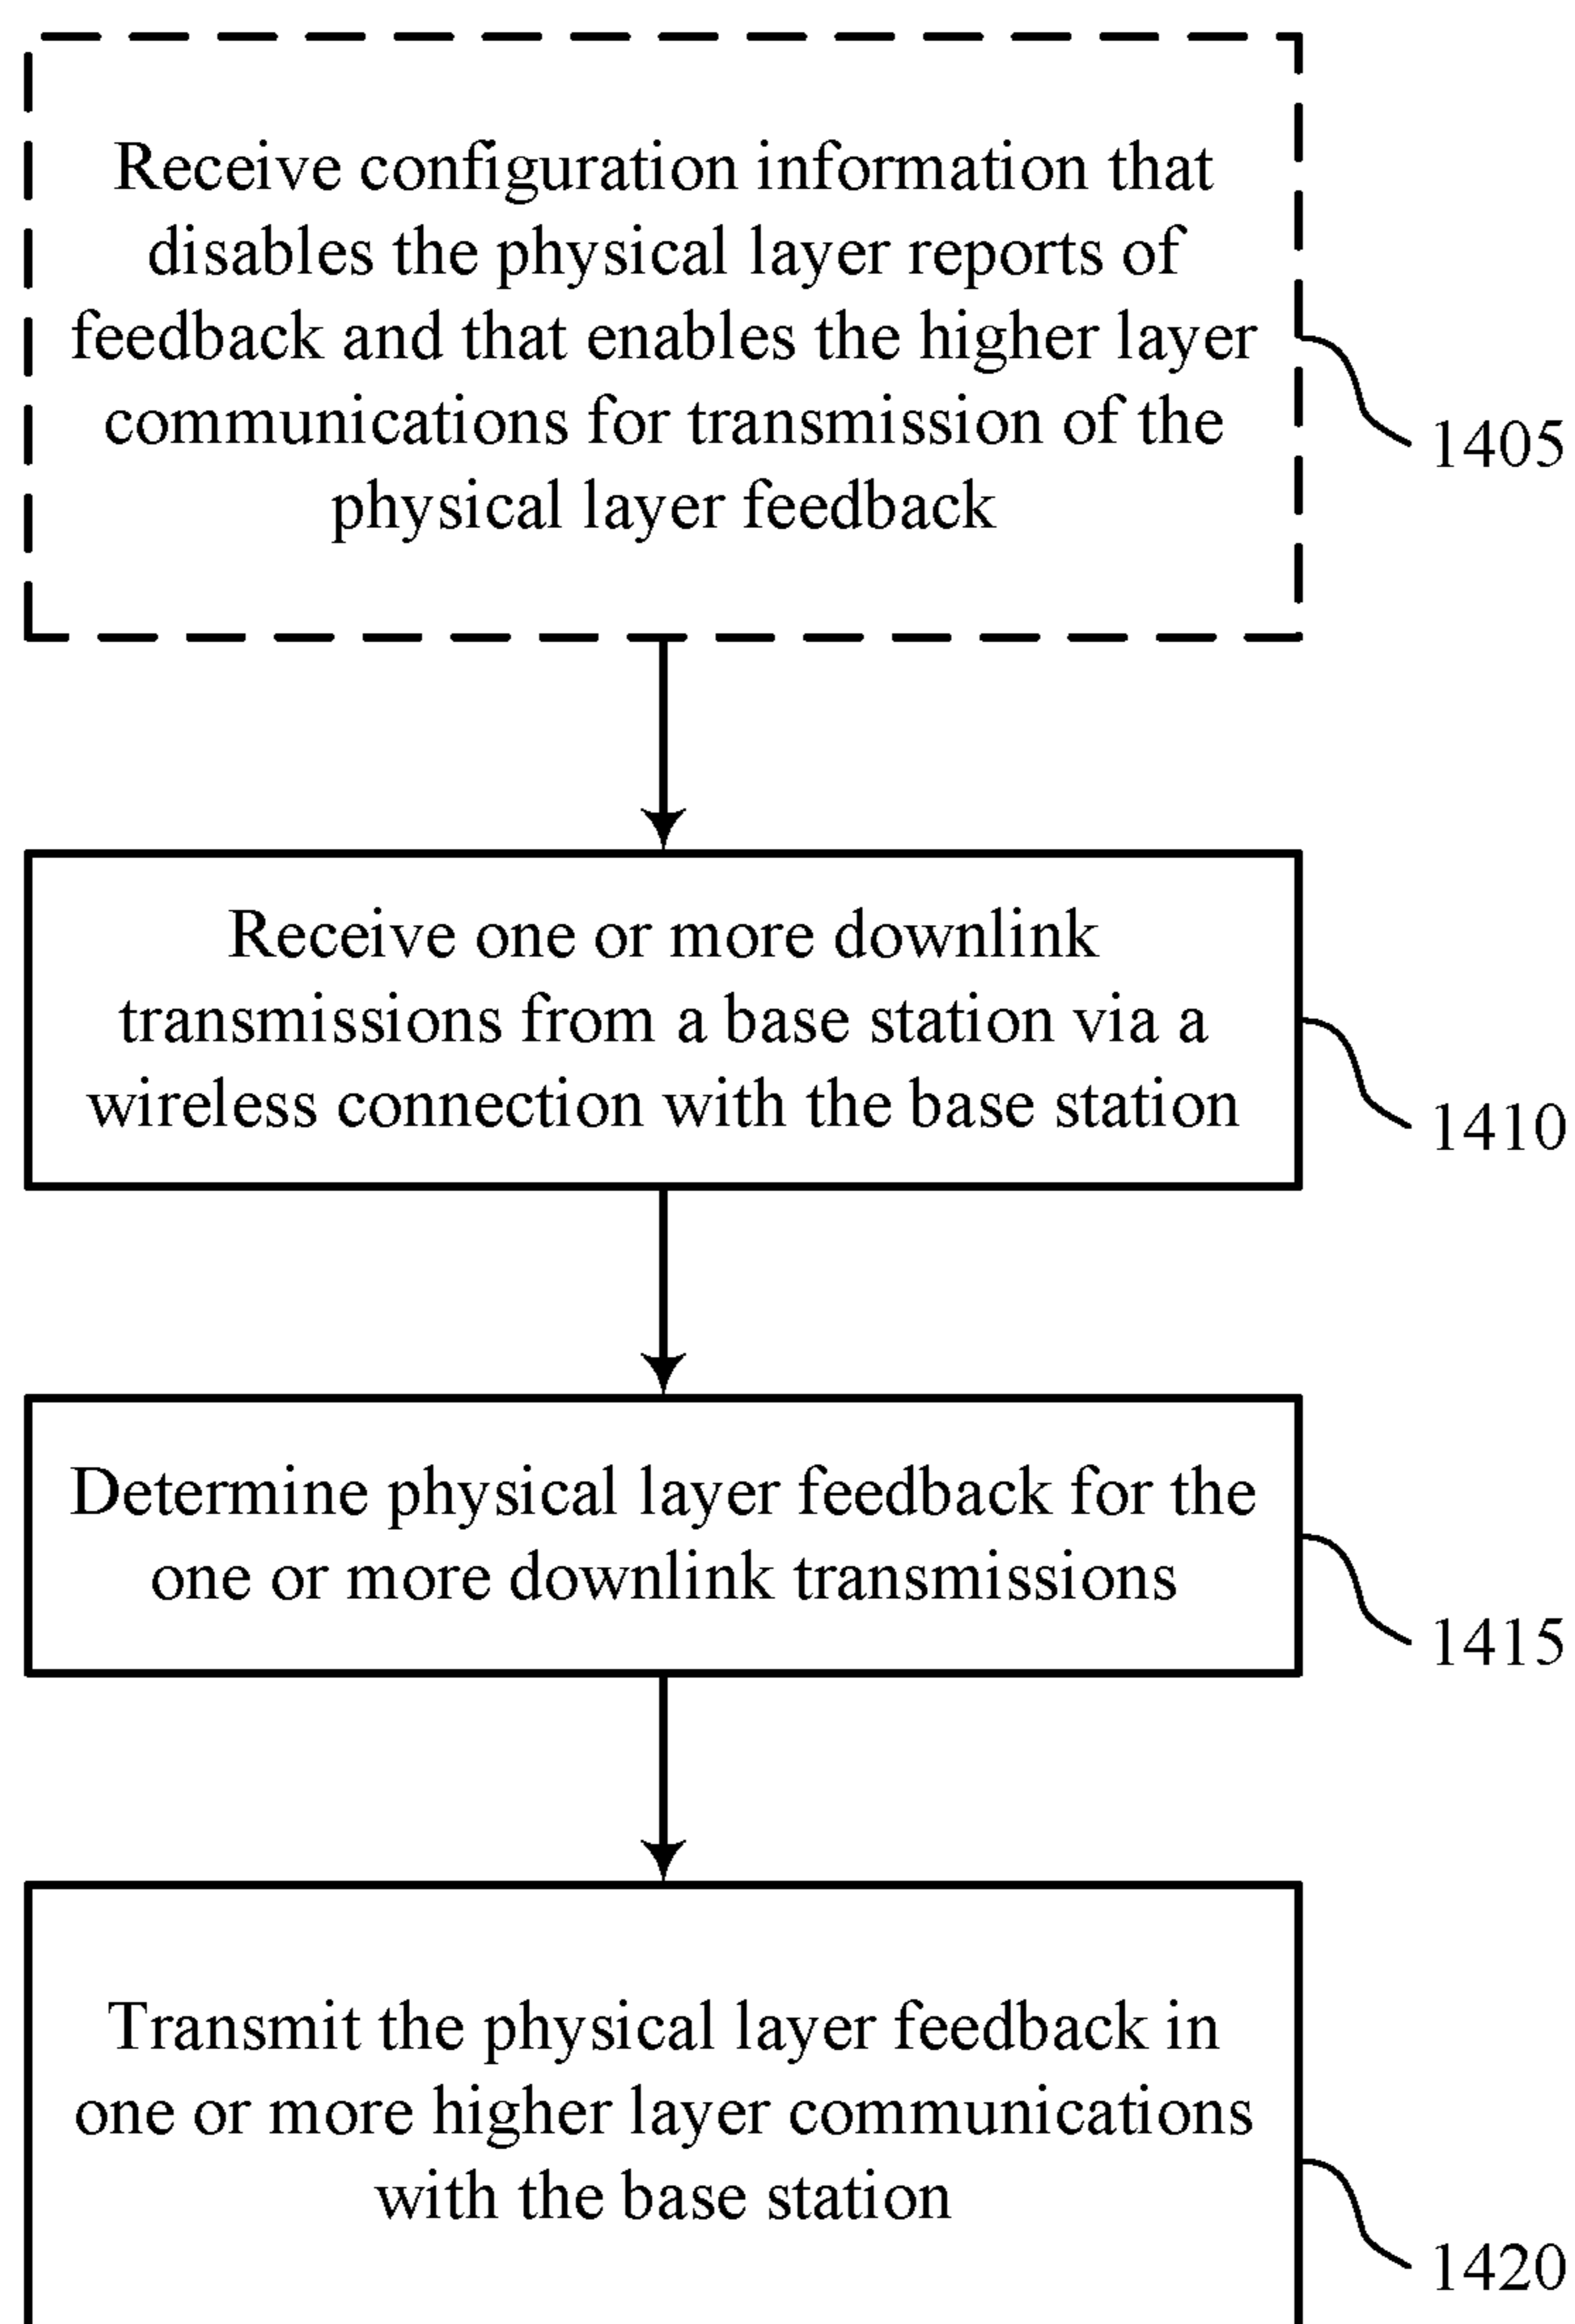 Receive configuration information that
disables the physical layer reports of
feedback and that enables the higher layer
communications for transmission of the
physical layer feedback
1405
Receive one or more downlink
transmissions from a base station via a
wireless connection with the base station
1410
Determine physical layer feedback for the
one or more downlink transmissions
1415
Transmit the physical layer feedback in
one or more higher layer communications
with the base station
1420